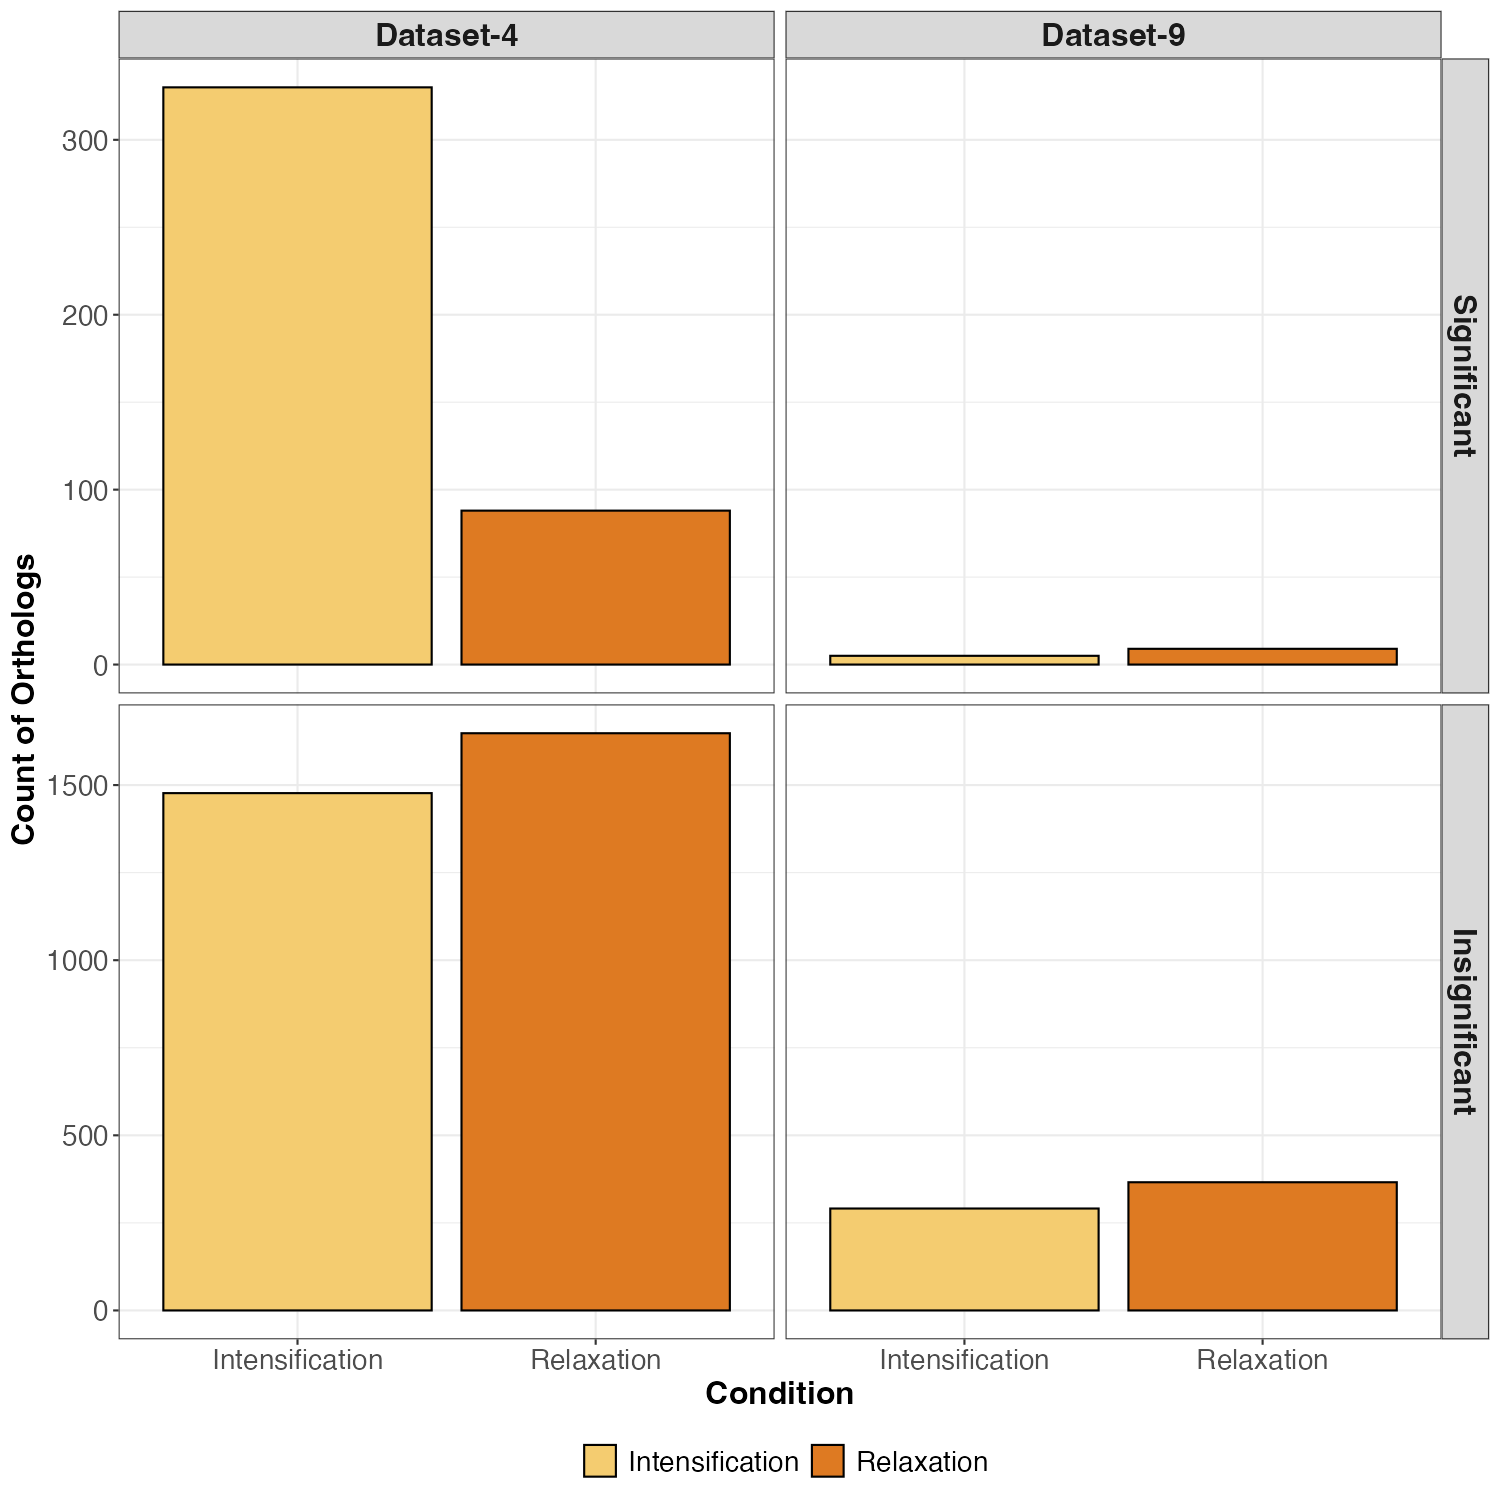 Dataset-4
Dataset-9
Significant
Insignificant
Count of Orthologs
300
200
100
0
1500
1000
500
0
Intensification
Relaxation
Intensification
Relaxation
Condition
Intensification
Relaxation